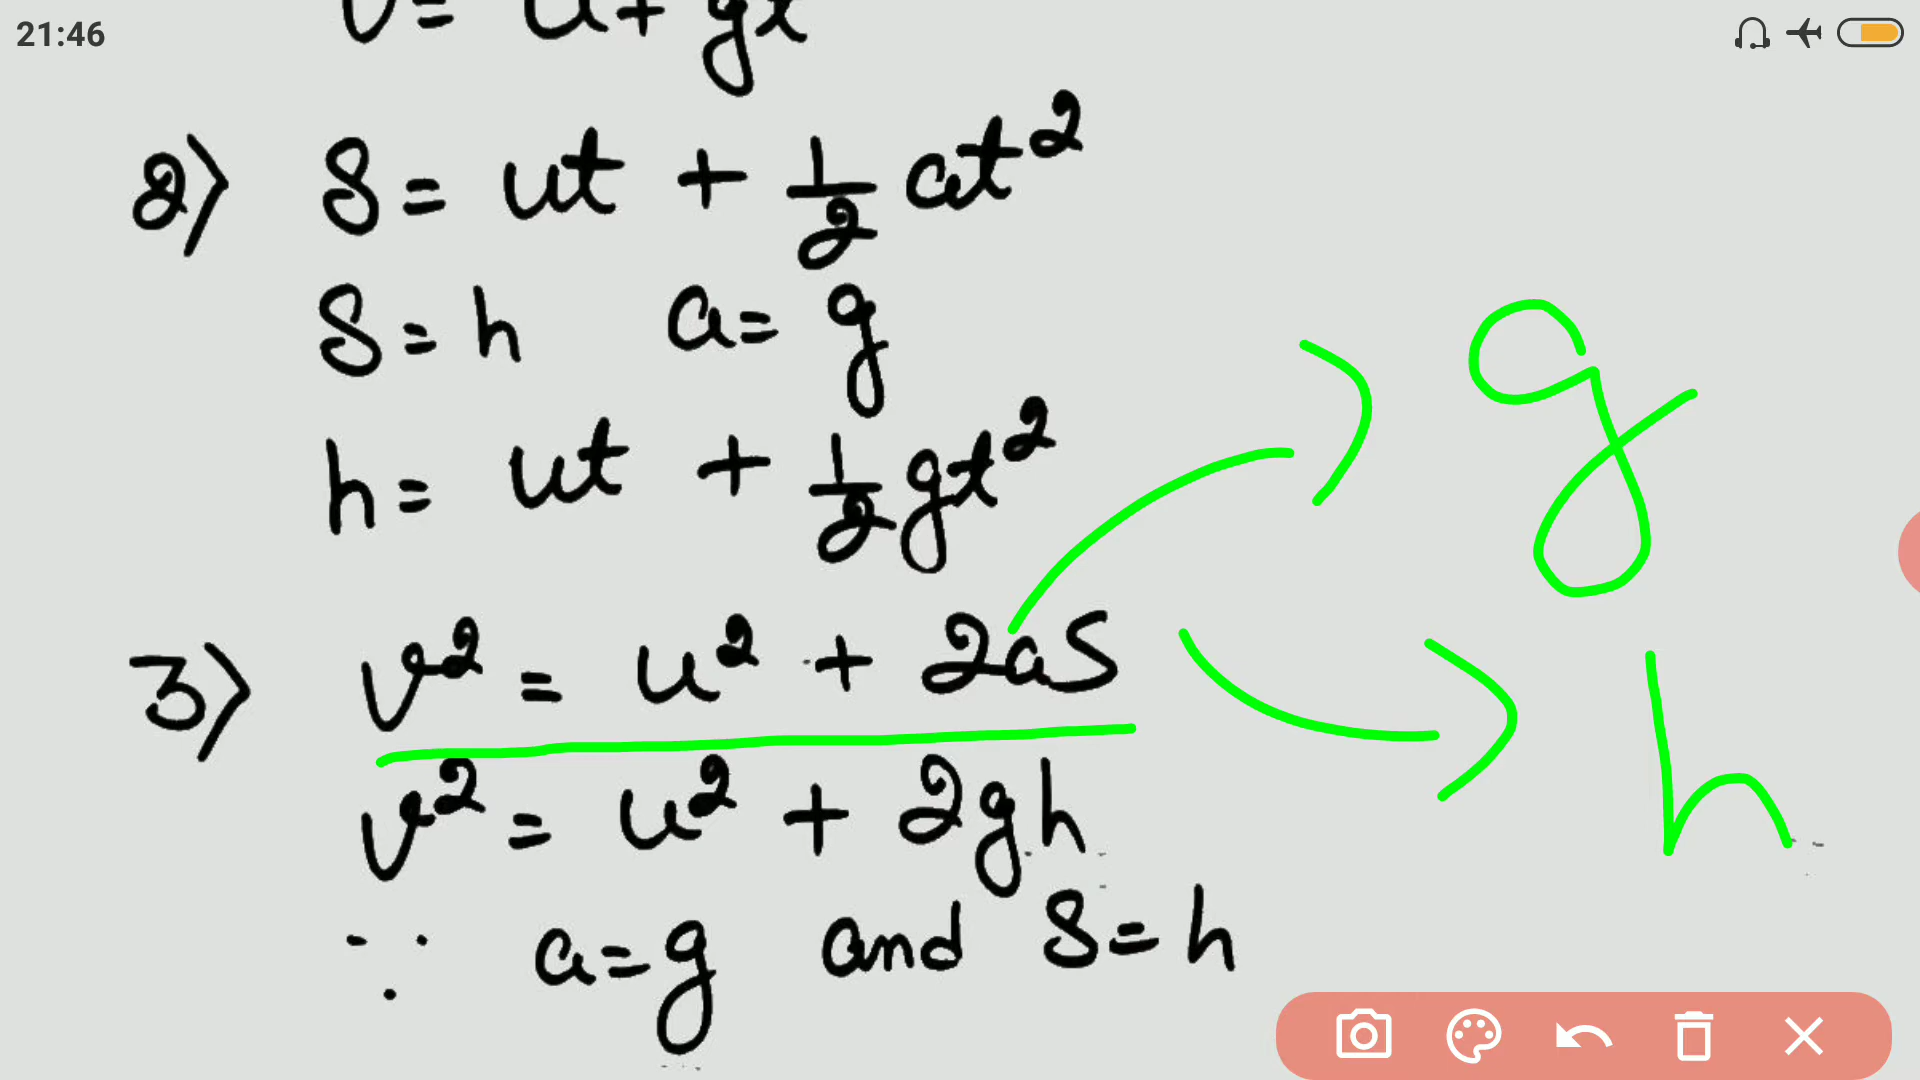 21:46
v = u + gt
2) S = ut + 1/2 at²
S = h a = g
h = ut + 1/2 gt²
g
3) v² = u² + 2aS
h
v² = u² + 2gh
∵ a = g and S = h